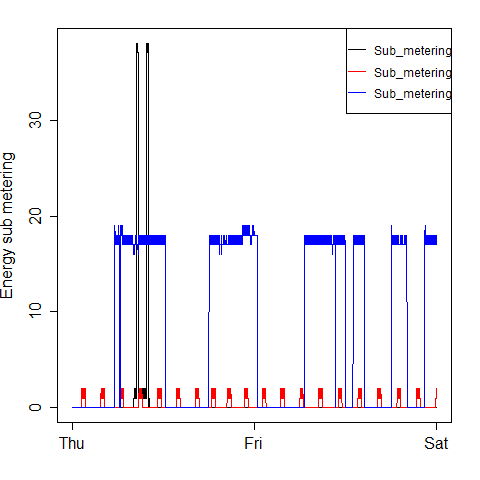 Sub_metering
Sub_metering
Sub_metering
Energy sub metering
30
20
10
0
Thu Fri Sat